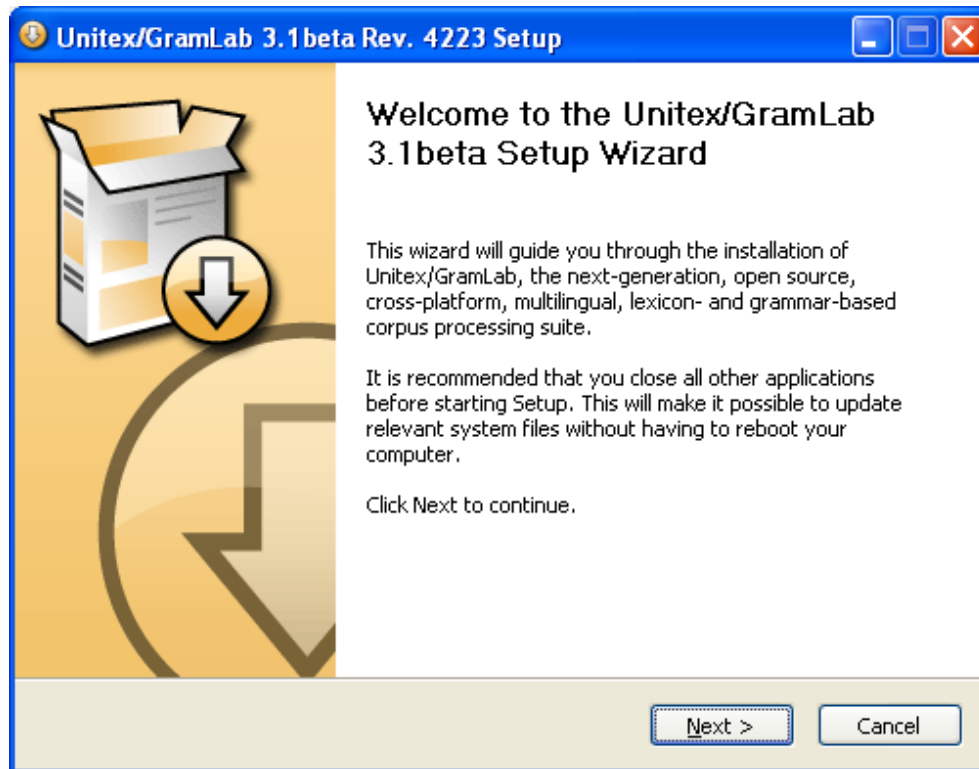 Unitex/GramLab 3.1beta Rev. 4223 Setup
Welcome to the Unitex/GramLab
3.1beta Setup Wizard
This wizard will guide you through the installation of
Unitex/GramLab, the next-generation, open source,
cross-platform, multilingual, lexicon- and grammar-based
corpus processing suite.
It is recommended that you close all other applications
before starting Setup. This will make it possible to update
relevant system files without having to reboot your
computer.
Click Next to continue.
Next >
Cancel